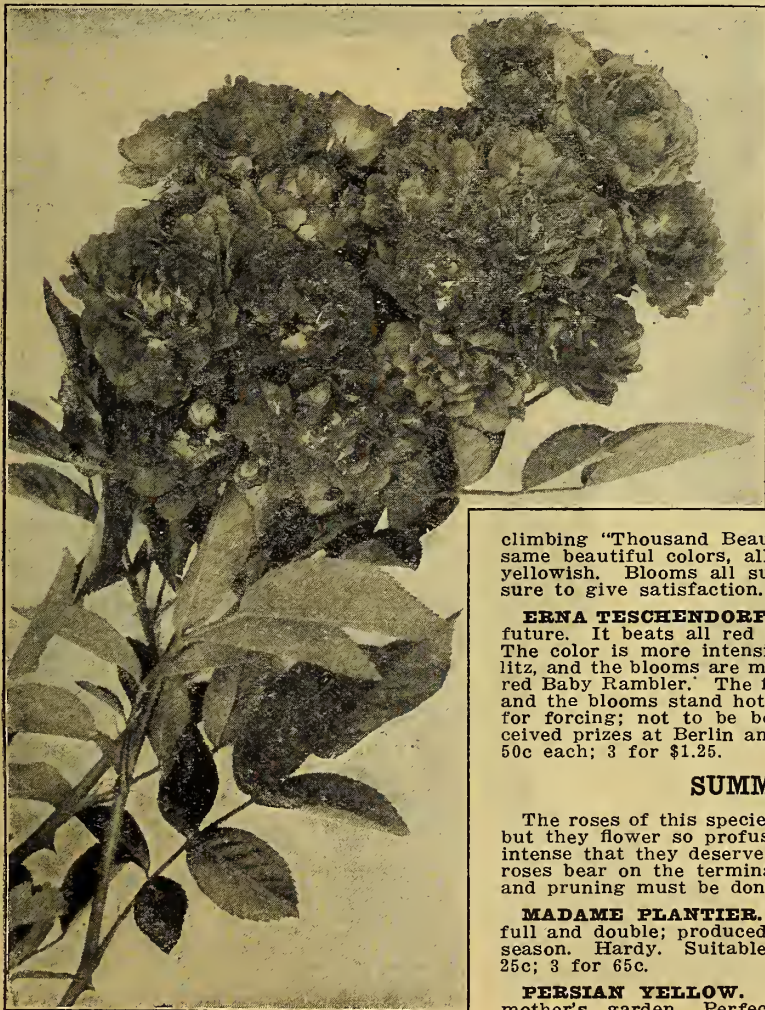 climbing “Thousand Beau
same beautiful colors, all
yellowish. Blooms all su
sure to give satisfaction.
ERNA TESCHENDORF
future. It beats all red
The color is more intensi
litz, and the blooms are m
red Baby Rambler. The f
and the blooms stand hot
for forcing; not to be be
ceived prizes at Berlin an
50c each; 3 for $1.25.
SUMM
The roses of this specie
but they flower so profus
intense that they deserve
roses bear on the termina
and pruning must be don
MADAME PLANTIER.
full and double; produced
season. Hardy. Suitable
25c; 3 for 65c.
PERSIAN YELLOW.
mother's garden. Perfec